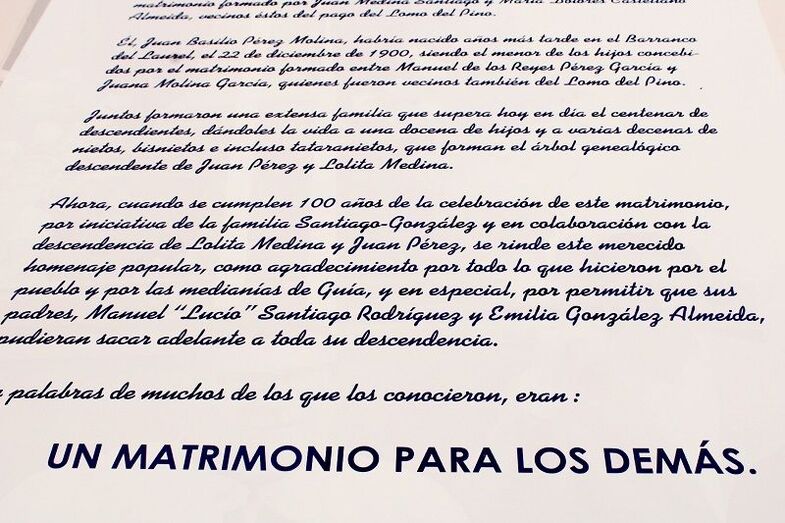 matrimonio formado por Juan Medina Santiago y María Dolores Castellano
Almeida, vecinos éstos del pago del Lomo del Pino.
El, Juan Basilio Pérez Molina, habría nacido años más tarde en el Barranco
del Laurel, el 22 de diciembre de 1900, siendo el menor de los hijos concebi-
dos por el matrimonio formado entre Manuel de los Reyes Pérez García y
Juana Molina García, quienes fueron vecinos también del Lomo del Pino.
Juntos formaron una extensa familia que supera hoy en día el centenar de
descendientes, dándoles la vida a una docena de hijos y a varias decenas de
nietos, bisnietos e incluso tataranietos, que forman el árbol genealógico
descendente de Juan Pérez y Lolita Medina.
Ahora, cuando se cumplen 100 años de la celebración de este matrimonio,
por iniciativa de la familia Santiago-González y en colaboración con la
descendencia de Lolita Medina y Juan Pérez, se rinde este merecido
homenaje popular, como agradecimiento por todo lo que hicieron por el
pueblo y por las medianías de Guía, y en especial, por permitir que sus
padres, Manuel "Lucío" Santiago Rodríguez y Emilia González Almeida,
pudieran sacar adelante a toda su descendencia.
palabras de muchos de los que los conocieron, eran :
UN MATRIMONIO PARA LOS DEMÁS.